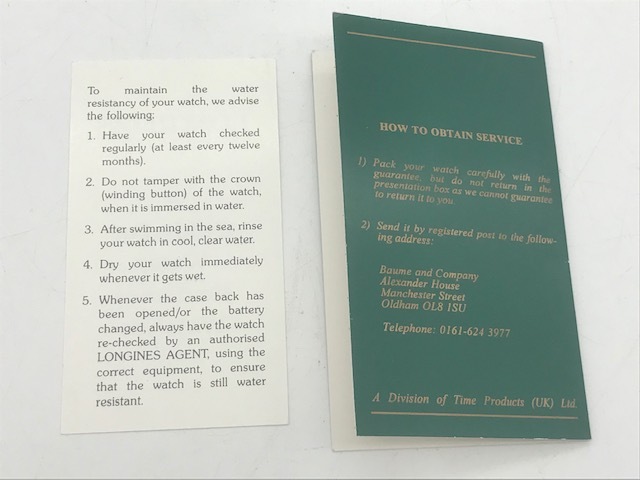 To maintain the water
resistancy of your watch, we advise
the following:
1. Have your watch checked
regularly (at least every twelve
months).
2. Do not tamper with the crown
(winding button) of the watch,
when it is immersed in water.
3. After swimming in the sea, rinse
your watch in cool, clear water.
4. Dry your watch immediately
whenever it gets wet.
5. Whenever the case back has
been opened/or the battery
changed, always have the watch
re-checked by an authorised
LONGINES AGENT, using the
correct equipment, to ensure
that the watch is still water
resistant.
HOW TO OBTAIN SERVICE
1) Pack your watch carefully with the
guarantee, but do not return in the
presentation box as we cannot guarantee
to return it to you
2) Send it by registered post to the follow-
ing address:
Baume and Company
Alexander House
Manchester Street
Oldham OL8 1SU
Telephone: 0161-624 3977
A Division of Time Products (UK) Ltd.